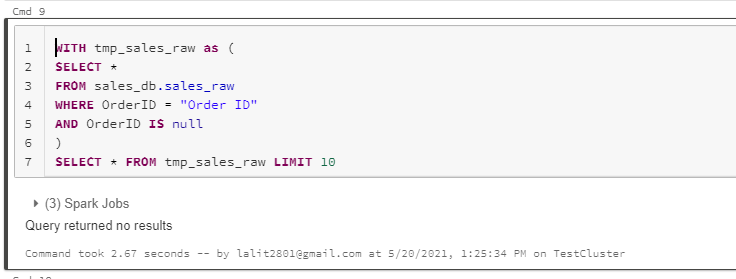 Cmd 9
1 WITH tmp_sales_raw as (
2 SELECT *
3 FROM sales_db.sales_raw
4 WHERE OrderID = "Order ID"
5 AND OrderID IS null
6 )
7 SELECT * FROM tmp_sales_raw LIMIT 10
(3) Spark Jobs
Query returned no results
Command took 2.67 seconds -- by lalit2801@gmail.com at 5/20/2021, 1:25:34 PM on TestCluster